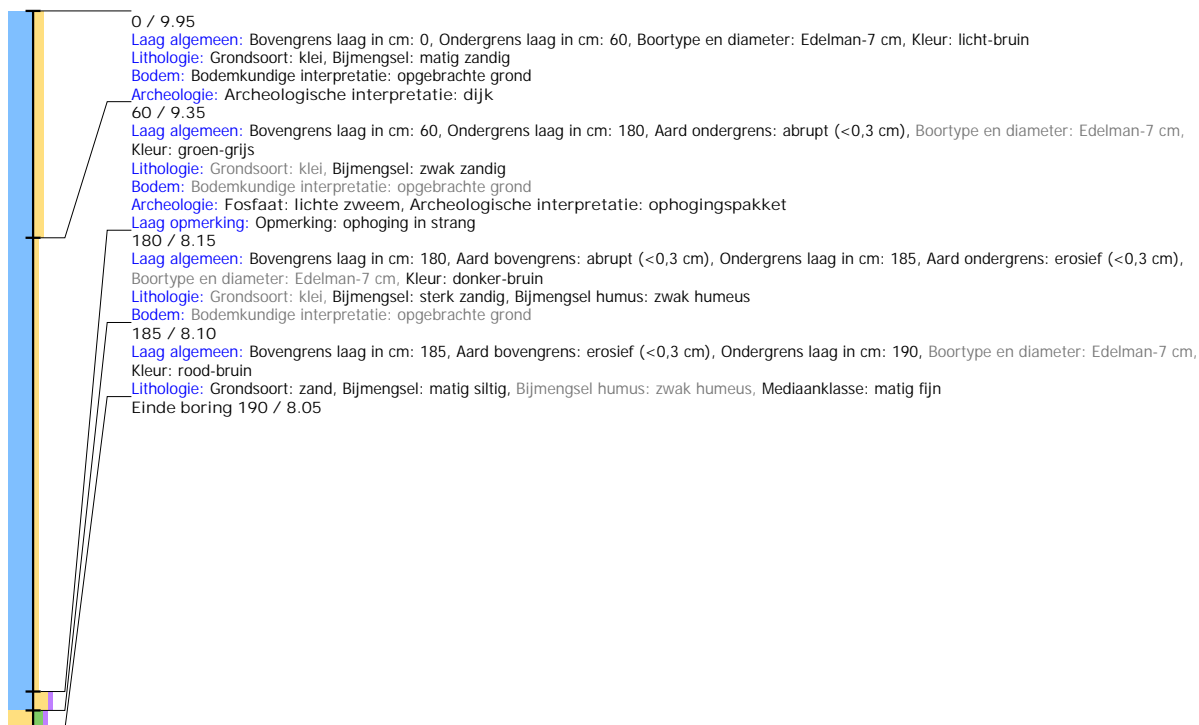 0 / 9.95
Laag algemeen: Bovengrens laag in cm: 0, Ondergrens laag in cm: 60, Boortype en diameter: Edelman-7 cm, Kleur: licht-bruin
Lithologie: Grondsoort: klei, Bijmengsel: matig zandig
Bodem: Bodemkundige interpretatie: opgebrachte grond
Archeologie: Archeologische interpretatie: dijk
60 / 9.35
Laag algemeen: Bovengrens laag in cm: 60, Ondergrens laag in cm: 180, Aard ondergrens: abrupt (<0,3 cm), Boortype en diameter: Edelman-7 cm,
Kleur: groen-grijs
Lithologie: Grondsoort: klei, Bijmengsel: zwak zandig
Bodem: Bodemkundige interpretatie: opgebrachte grond
Archeologie: Fosfaat: lichte zweem, Archeologische interpretatie: ophogingspakket
Laag opmerking: Opmerking: ophoging in strang
180 / 8.15
Laag algemeen: Bovengrens laag in cm: 180, Aard bovengrens: abrupt (<0,3 cm), Ondergrens laag in cm: 185, Aard ondergrens: erosief (<0,3 cm),
Boortype en diameter: Edelman-7 cm, Kleur: donker-bruin
Lithologie: Grondsoort: klei, Bijmengsel: sterk zandig, Bijmengsel humus: zwak humeus
Bodem: Bodemkundige interpretatie: opgebrachte grond
185 / 8.10
Laag algemeen: Bovengrens laag in cm: 185, Aard bovengrens: erosief (<0,3 cm), Ondergrens laag in cm: 190, Boortype en diameter: Edelman-7 cm,
Kleur: rood-bruin
Lithologie: Grondsoort: zand, Bijmengsel: matig siltig, Bijmengsel humus: zwak humeus, Mediaanklasse: matig fijn
Einde boring 190 / 8.05